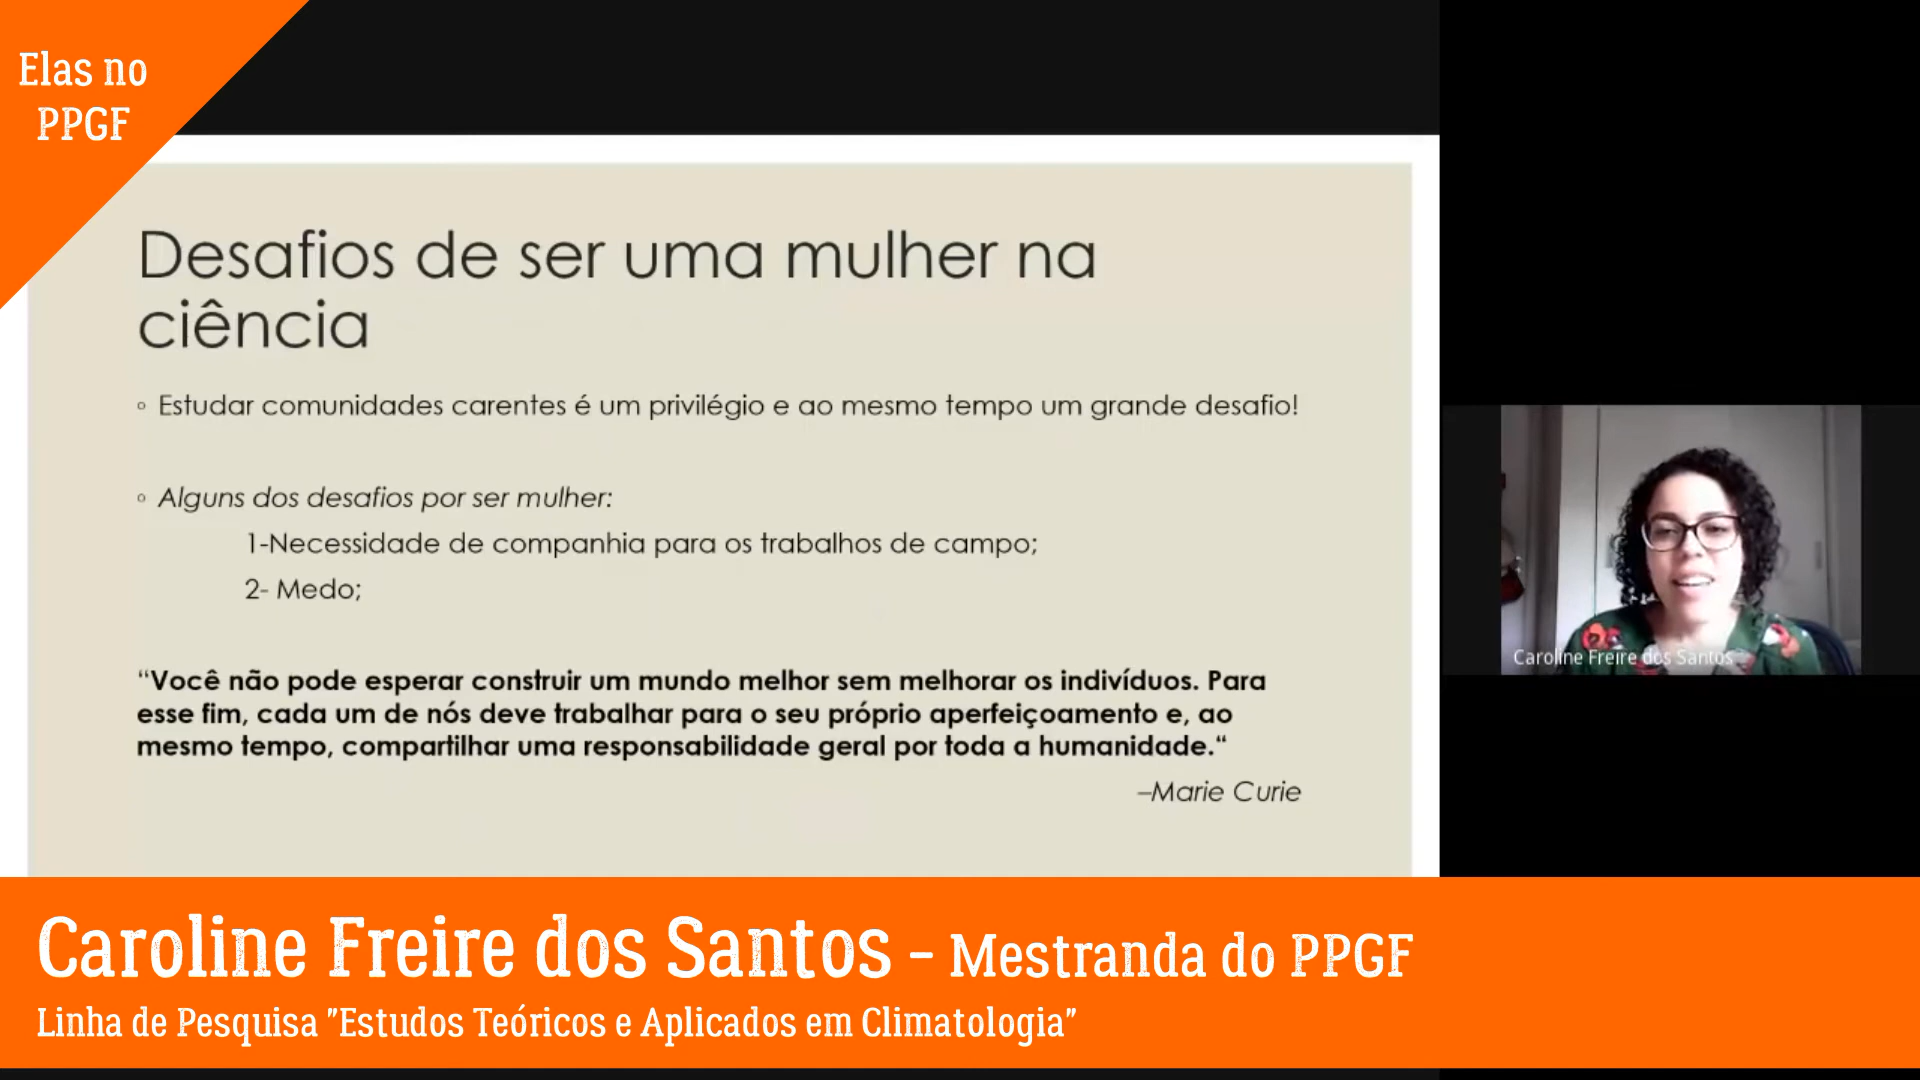 Elas no
PPGF
Desafios de ser uma mulher na
ciência
◦ Estudar comunidades carentes é um privilégio e ao mesmo tempo um grande desafio!
◦ Alguns dos desafios por ser mulher:
1-Necessidade de companhia para os trabalhos de campo;
2- Medo;
“Você não pode esperar construir um mundo melhor sem melhorar os indivíduos. Para
esse fim, cada um de nós deve trabalhar para o seu próprio aperfeiçoamento e, ao
mesmo tempo, compartilhar uma responsabilidade geral por toda a humanidade.“
–Marie Curie
Caroline Freire dos Santos
Caroline Freire dos Santos - Mestranda do PPGF
Linha de Pesquisa "Estudos Teóricos e Aplicados em Climatologia"